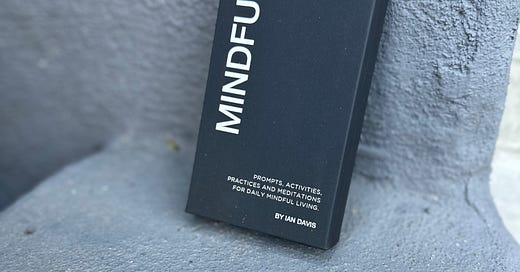 MINDFU
PROMPTS, ACTIVITIES,
PRACTICES AND MEDITATIONS
FOR DAILY MINDFUL LIVING.
BY IAN DAVIS